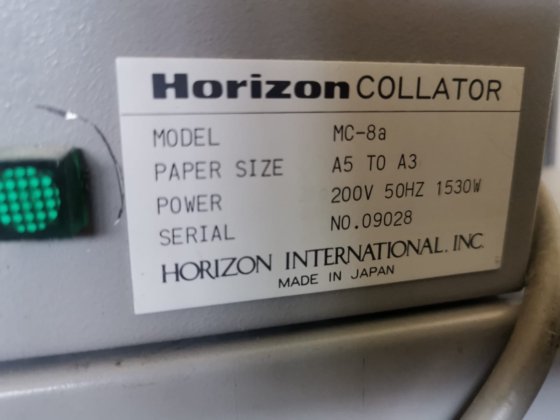 Horizon COLLATOR
MODEL MC-8a
PAPER SIZE A5 TO A3
POWER 200V 50HZ 1530W
SERIAL NO.09028
HORIZON INTERNATIONAL. INC.
MADE IN JAPAN